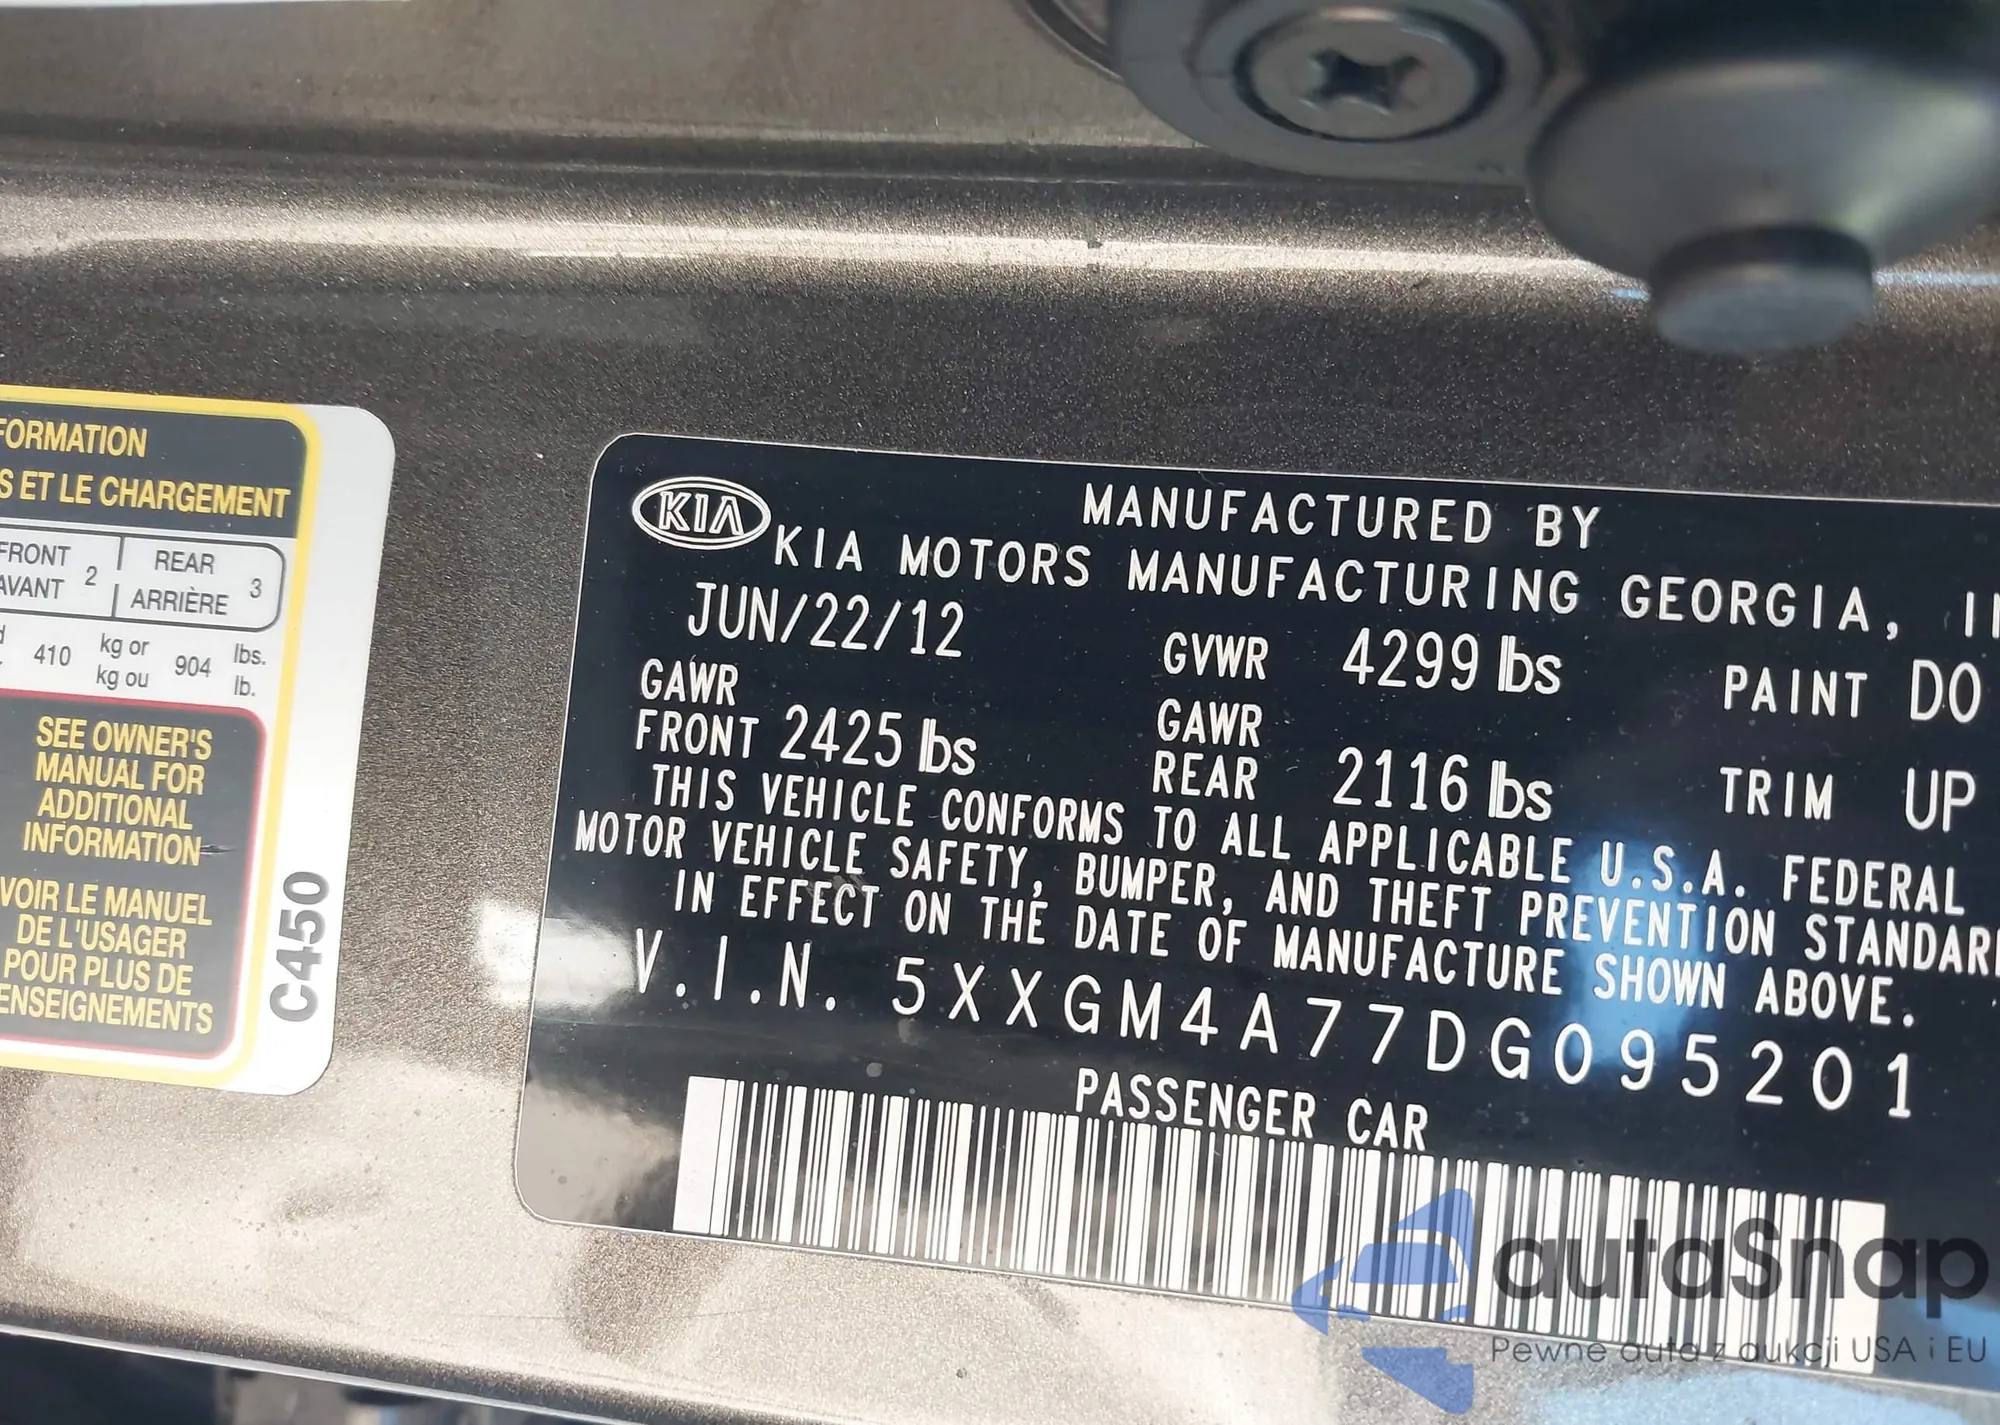 FORMATION
S ET LE CHARGEMENT
FRONT 2 REAR 3
AVANT ARRIÈRE
410 kg or 904 lbs.
kg ou lb.
SEE OWNER'S
MANUAL FOR
ADDITIONAL
INFORMATION
VOIR LE MANUEL
DE L'USAGER
POUR PLUS DE
ENSEIGNEMENTS
C450
KIA
MANUFACTURED BY
KIA MOTORS MANUFACTURING GEORGIA, IN
JUN/22/12 GVWR 4299 lbs PAINT DO
GAWR GAWR
FRONT 2425 lbs REAR 2116 lbs TRIM UP
THIS VEHICLE CONFORMS TO ALL APPLICABLE U.S.A. FEDERAL
MOTOR VEHICLE SAFETY, BUMPER, AND THEFT PREVENTION STANDAR
IN EFFECT ON THE DATE OF MANUFACTURE SHOWN ABOVE.
V.I.N. 5XXGM4A77DG095201
PASSENGER CAR
autaSnap
Pewne auta z aukcji USA i EU